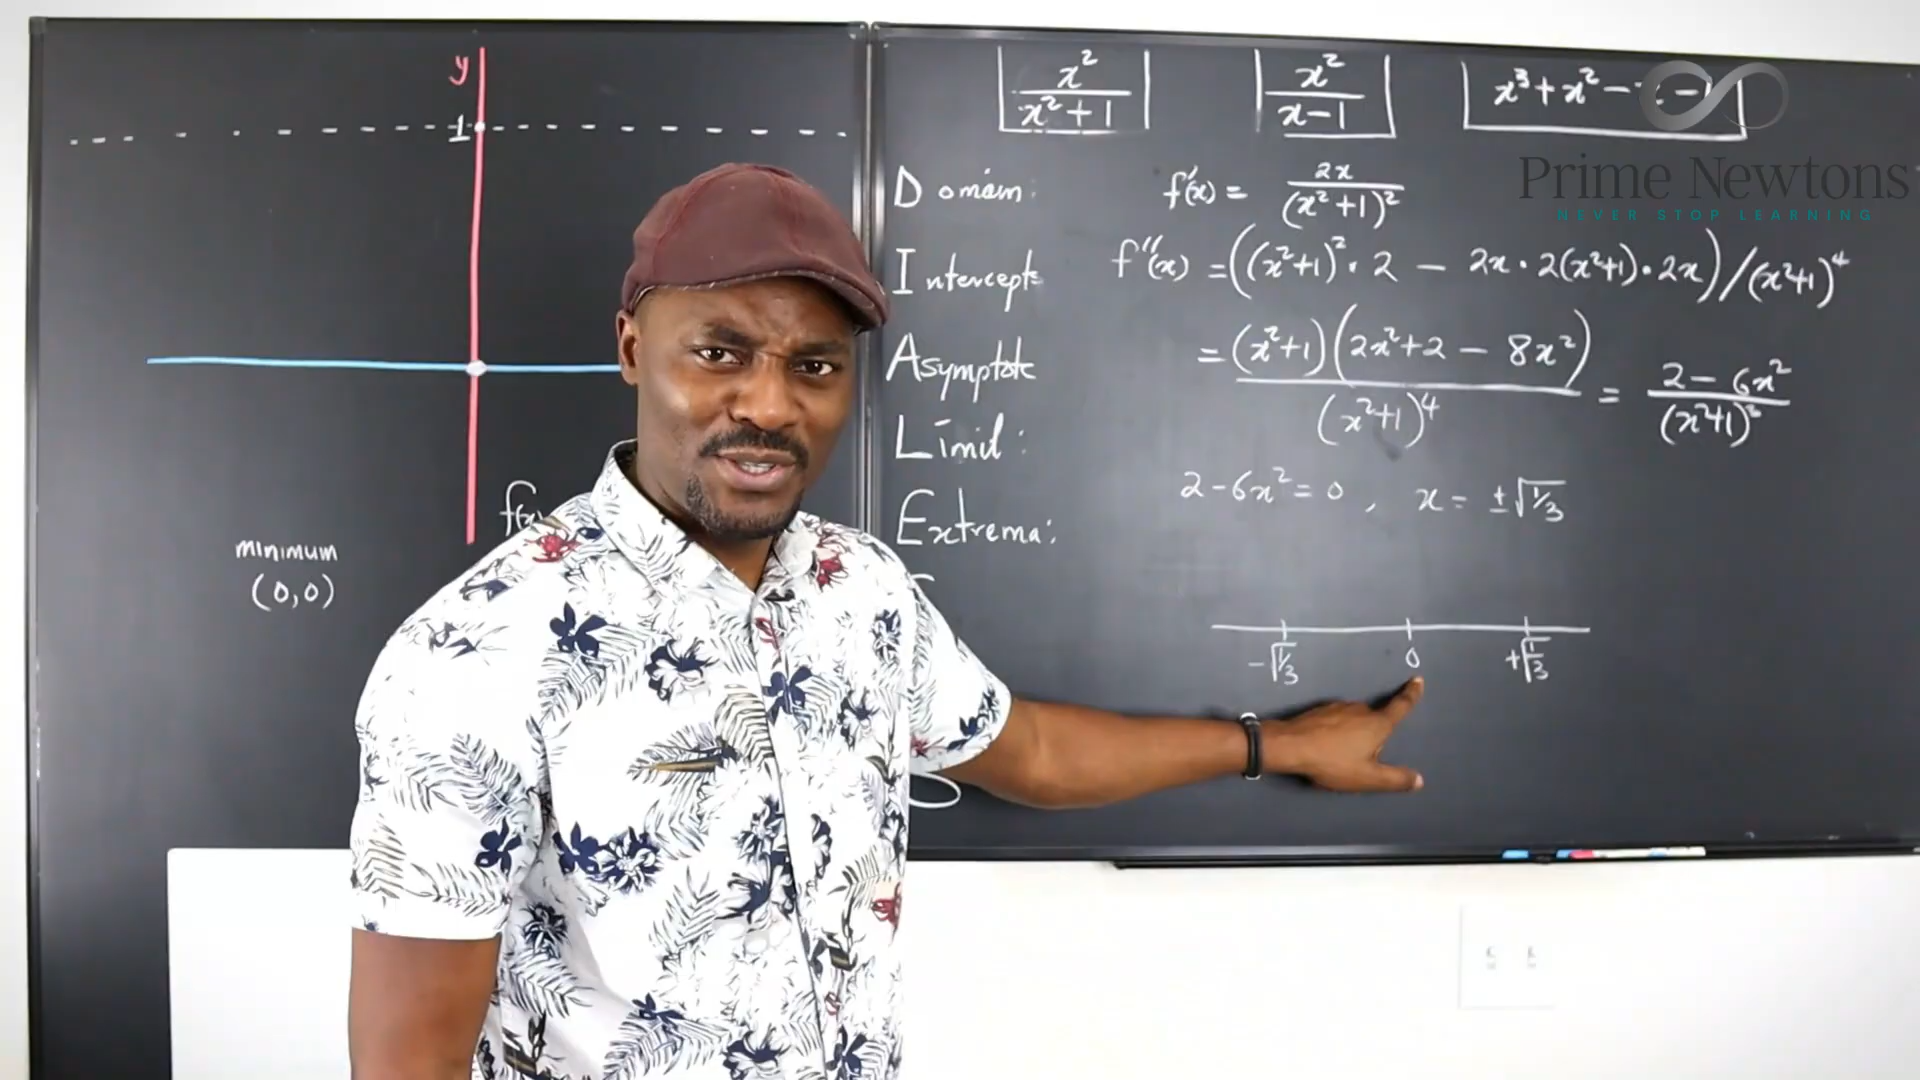 y
1
minimum
(0,0)
x²/(x²+1)
x²/(x-1)
x³+x²- -1
Prime Newtons
NEVER STOP LEARNING
Domain:
f'(x) = 2x/(x²+1)²
Intercept
f''(x) = ((x²+1)²·2 - 2x·2(x²+1)·2x)/(x²+1)⁴
Asymptote
= (x²+1)(2x²+2 - 8x²)/(x²+1)⁴ = (2-6x²)/(x²+1)³
Limit:
2-6x²=0, x= ±√1/3
Extrema:
-√1/3 0 +√1/3